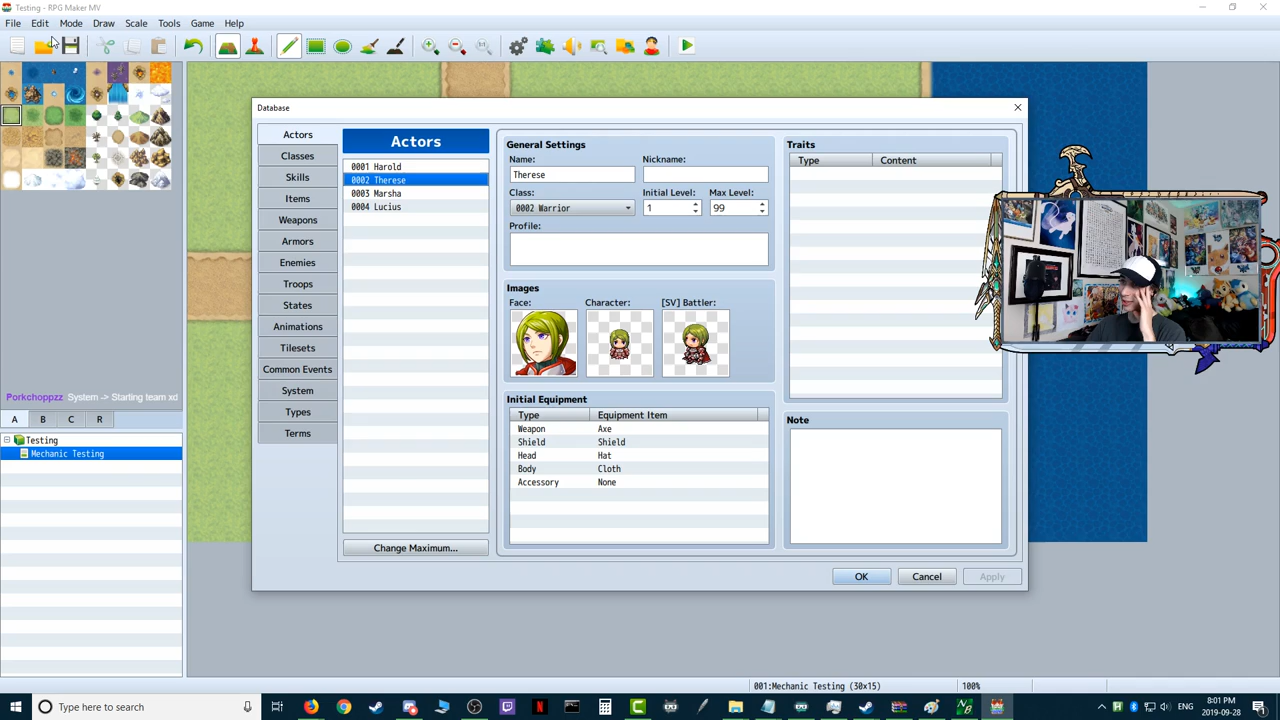 Testing - RPG Maker MV
File Edit Mode Draw Scale Tools Game Help
Database
Actors
Classes
Skills
Items
Weapons
Armors
Enemies
Troops
States
Animations
Tilesets
Common Events
System
Types
Terms
Actors
0001 Harold
0002 Therese
0003 Marsha
0004 Lucius
Change Maximum...
General Settings
Name: Nickname:
Therese
Class: Initial Level: Max Level:
0002 Warrior 1 99
Profile:
Images
Face: Character: [SV] Battler:
Initial Equipment
Type Equipment Item
Weapon Axe
Shield Shield
Head Hat
Body Cloth
Accessory None
Traits
Type Content
Note
OK Cancel Apply
Porkchoppzz System -> Starting team xd
A B C R
Testing
Mechanic Testing
001:Mechanic Testing (30x15) 100%
Type here to search
ENG
8:01 PM
2019-09-28